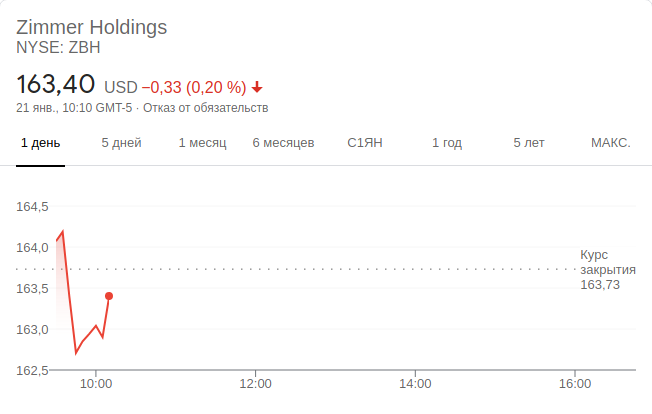 Zimmer Holdings
NYSE: ZBH
163,40 USD −0,33 (0,20 %)
21 янв., 10:10 GMT-5 · Отказ от обязательств
1 день 5 дней 1 месяц 6 месяцев С1ЯН 1 год 5 лет МАКС.
164,5
164,0
163,5
163,0
162,5
Курс
закрытия
163,73
10:00 12:00 14:00 16:00